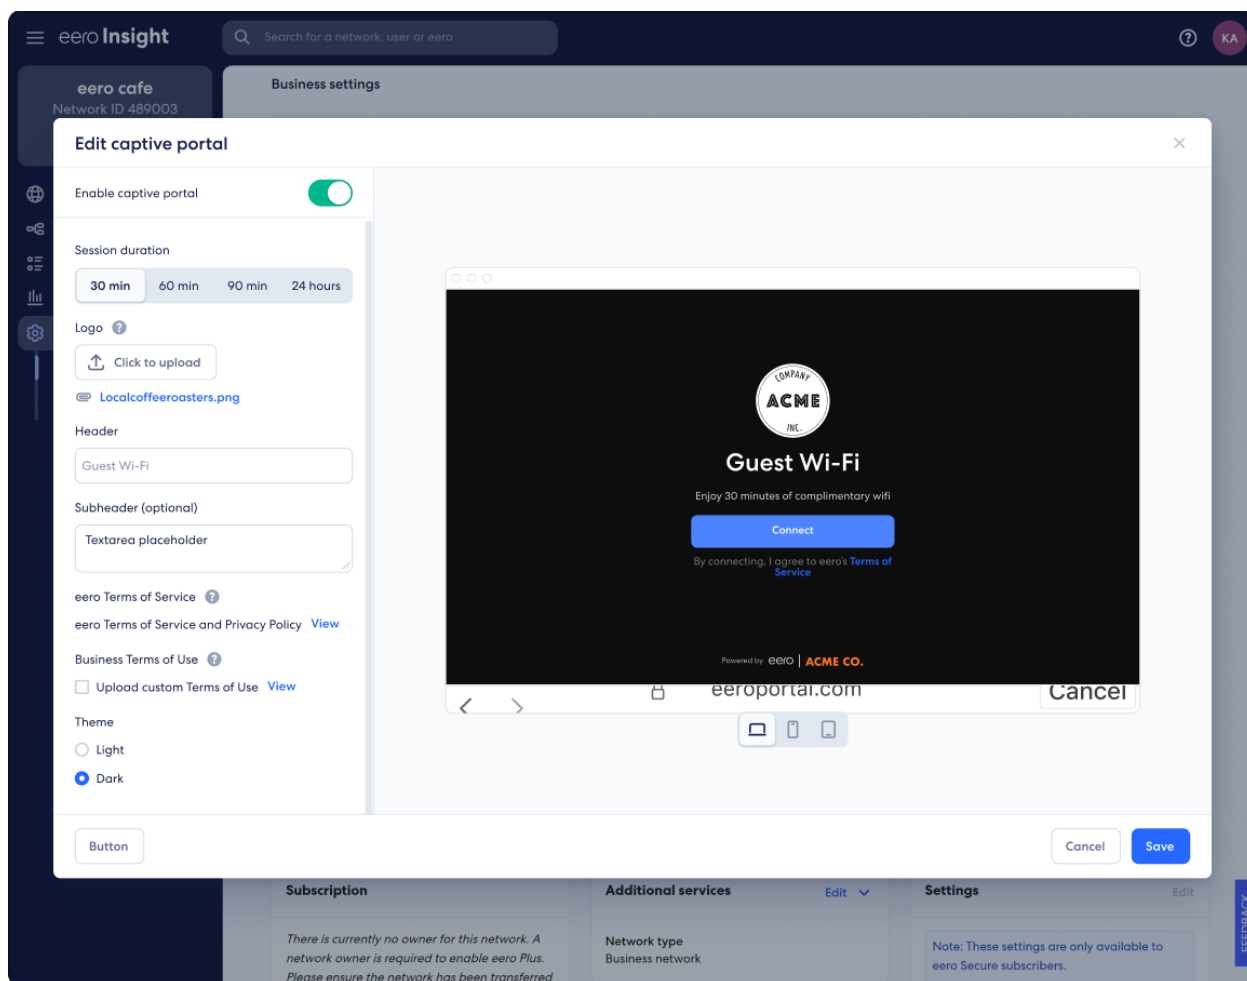 eero Insight
Search for a network, user or eero
KA
eero cafe
Network ID 489003
Business settings
Edit captive portal
Enable captive portal
Session duration
30 min 60 min 90 min 24 hours
Logo
Click to upload
Localcoffeeroasters.png
Header
Guest Wi-Fi
Subheader (optional)
Textarea placeholder
eero Terms of Service
eero Terms of Service and Privacy Policy View
Business Terms of Use
Upload custom Terms of Use View
Theme
Light
Dark
COMPANY
ACME
INC.
Guest Wi-Fi
Enjoy 30 minutes of complimentary wifi
Connect
By connecting, I agree to eero's Terms of
Service
Powered by eero | ACME CO.
eeroportal.com
Cancel
Button
Cancel
Save
Subscription
There is currently no owner for this network. A
network owner is required to enable eero Plus.
Please ensure the network has been transferred
Additional services
Edit
Network type
Business network
Settings
Edit
Note: These settings are only available to
eero Secure subscribers.
FEEDBACK